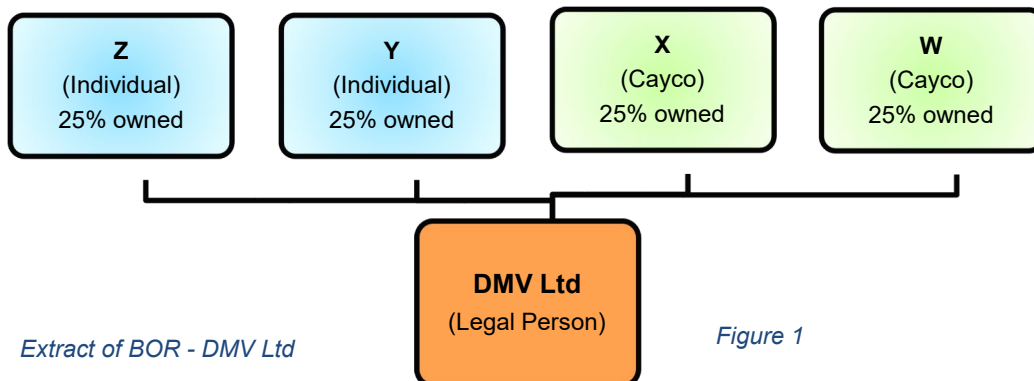 Z
(Individual)
25% owned
Y
(Individual)
25% owned
X
(Cayco)
25% owned
W
(Cayco)
25% owned
DMV Ltd
(Legal Person)
Extract of BOR - DMV Ltd
Figure 1